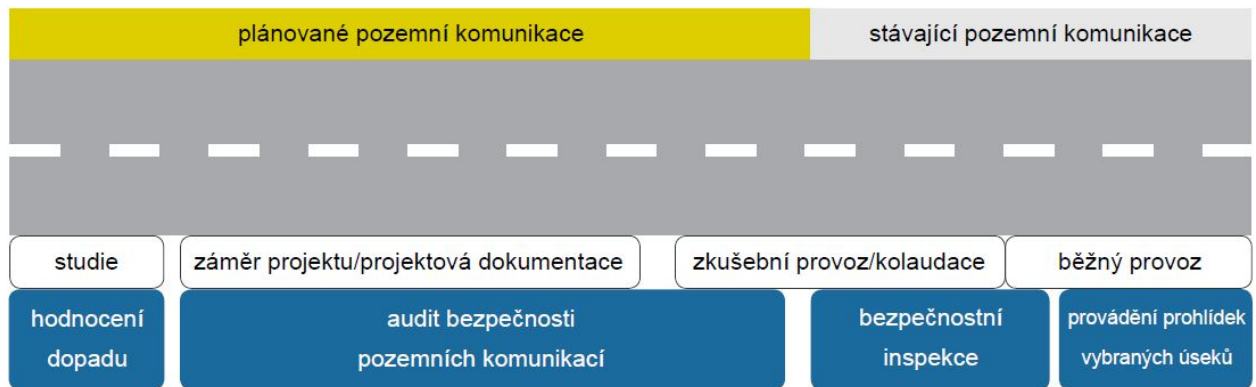 plánované pozemní komunikace
stávající pozemní komunikace
studie
záměr projektu/projektová dokumentace
zkušební provoz/kolaudace
běžný provoz
hodnocení
dopadu
audit bezpečnosti
pozemních komunikací
bezpečnostní
inspekce
provádění prohlídek
vybraných úseků